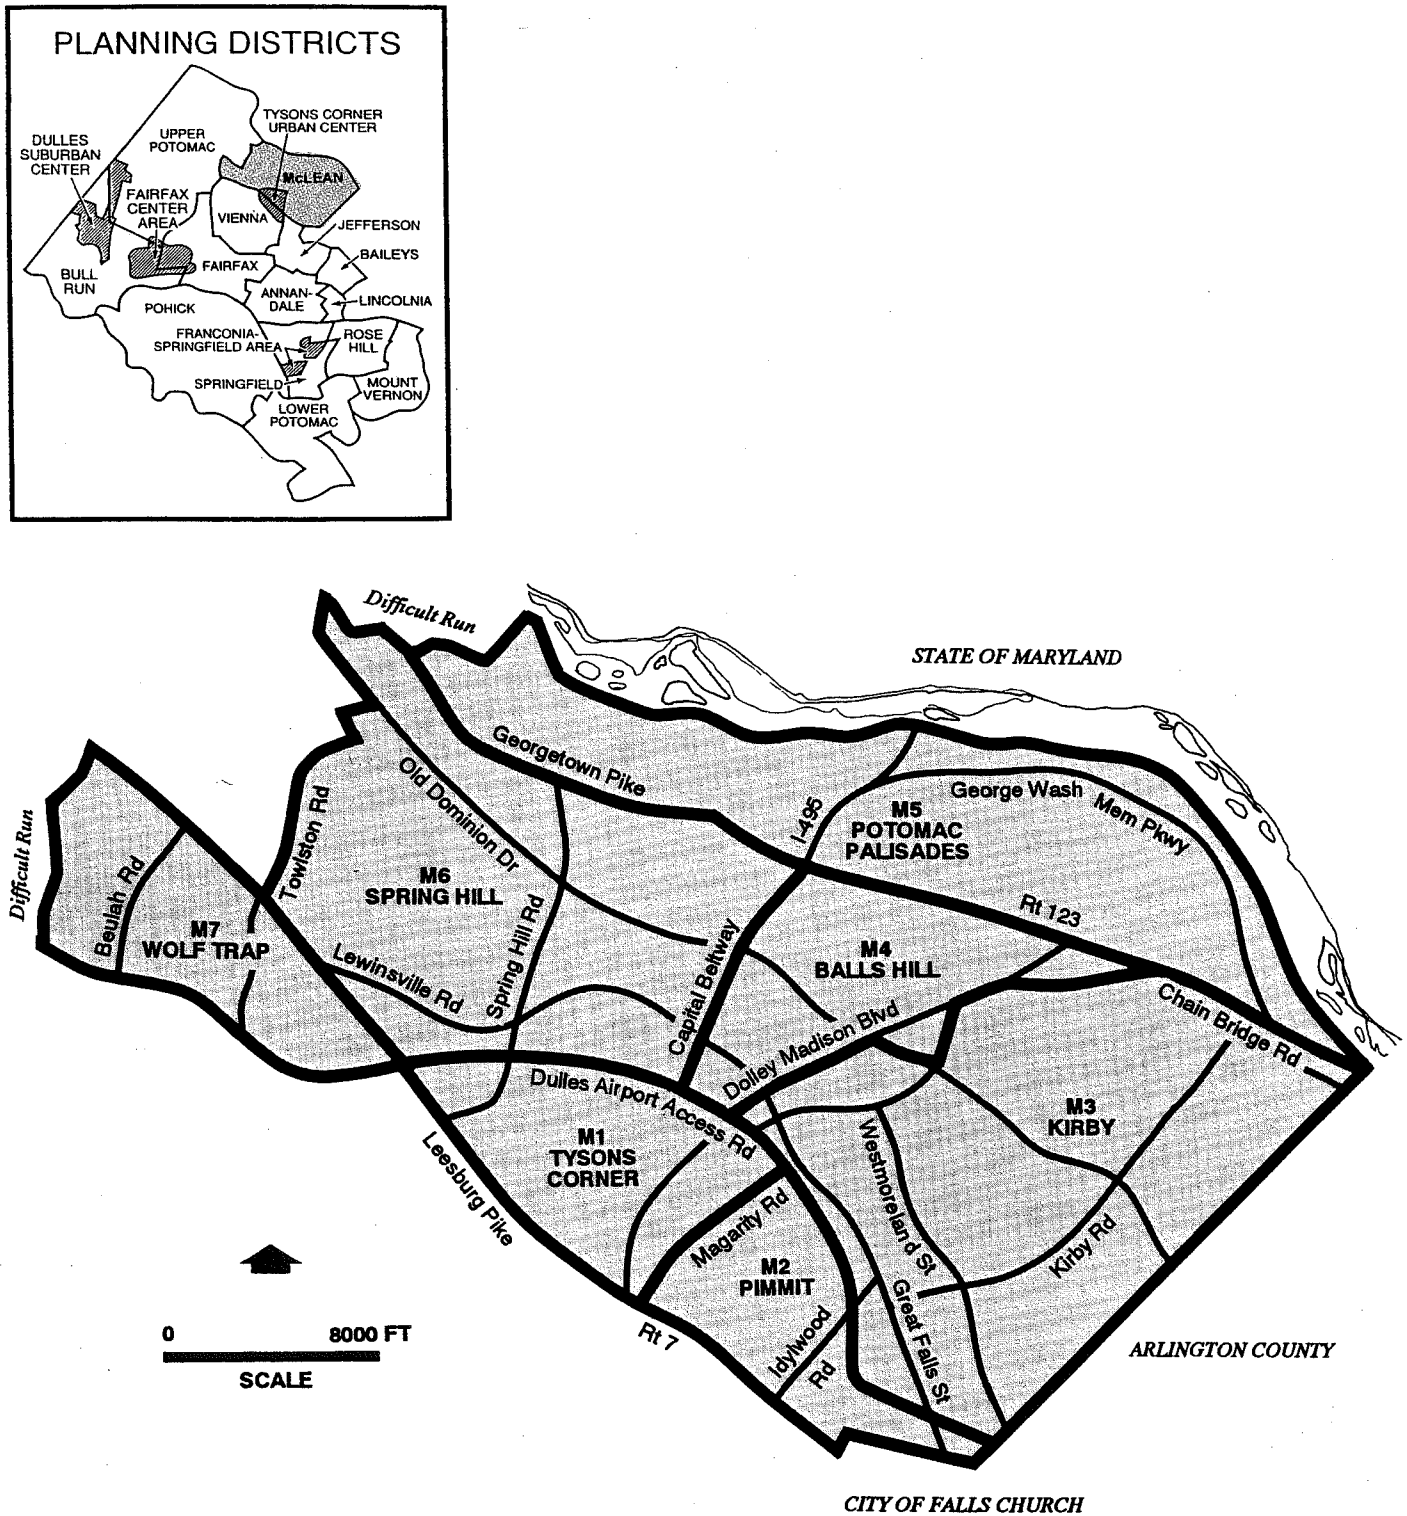 PLANNING DISTRICTS
TYSONS CORNER
URBAN CENTER
DULLES
SUBURBAN
CENTER
UPPER
POTOMAC
McLEAN
FAIRFAX
CENTER
AREA
VIENNA
JEFFERSON
BAILEYS
FAIRFAX
BULL
RUN
ANNAN-
DALE
LINCOLNIA
POHICK
FRANCONIA-
SPRINGFIELD AREA
ROSE
HILL
SPRINGFIELD
MOUNT
VERNON
LOWER
POTOMAC
Difficult Run
STATE OF MARYLAND
Georgetown Pike
Old Dominion Dr
George Wash
Mem Pkwy
I-495
M5
POTOMAC
PALISADES
Towlston Rd
Difficult Run
Beulah Rd
M6
SPRING HILL
Rt 123
M7
WOLF TRAP
Lewinsville Rd
Spring Hill Rd
Capital Beltway
M4
BALLS HILL
Chain Bridge Rd
Dolley Madison Blvd
Dulles Airport Access Rd
M3
KIRBY
M1
TYSONS
CORNER
Leesburg Pike
Westmoreland St
Magarity Rd
Kirby Rd
M2
PIMMIT
Great Falls St
Idylwood
Rd
Rt 7
0 8000 FT
SCALE
ARLINGTON COUNTY
CITY OF FALLS CHURCH